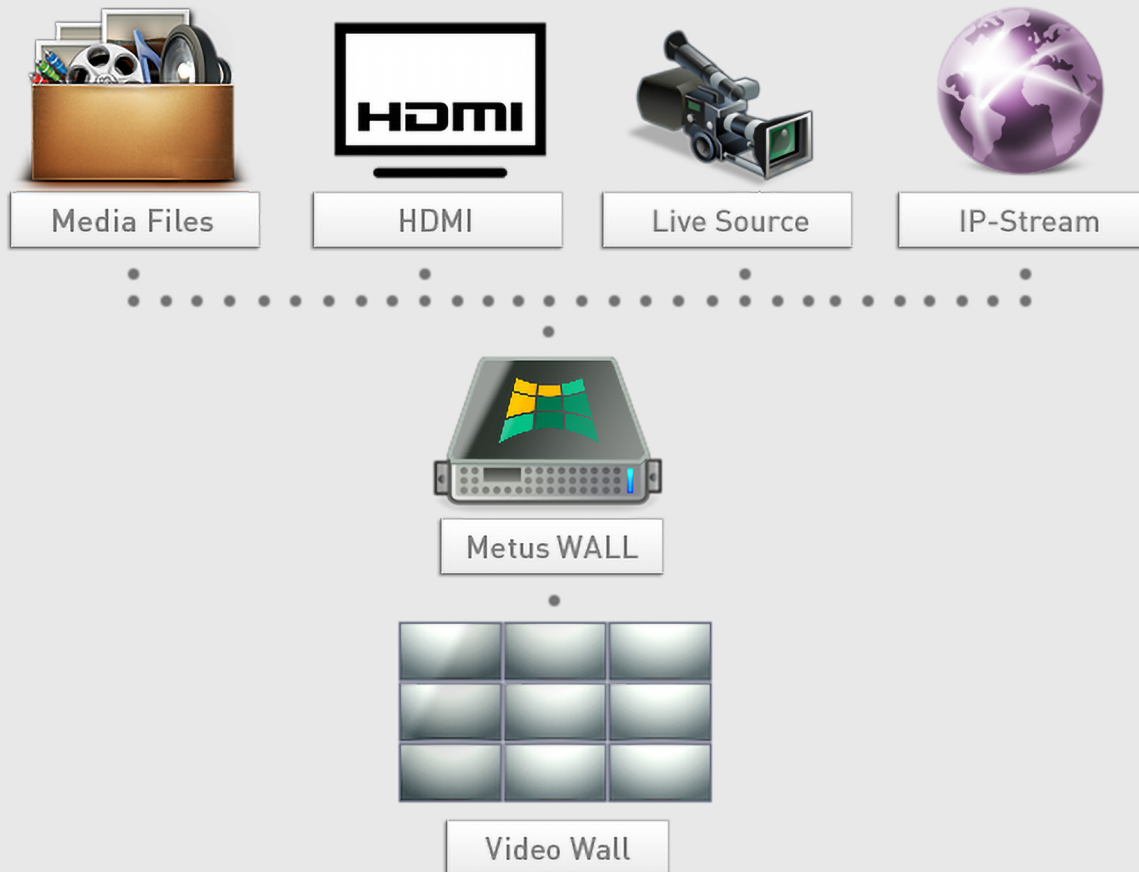 HDMI
Media Files
HDMI
Live Source
IP-Stream
Metus WALL
Video Wall